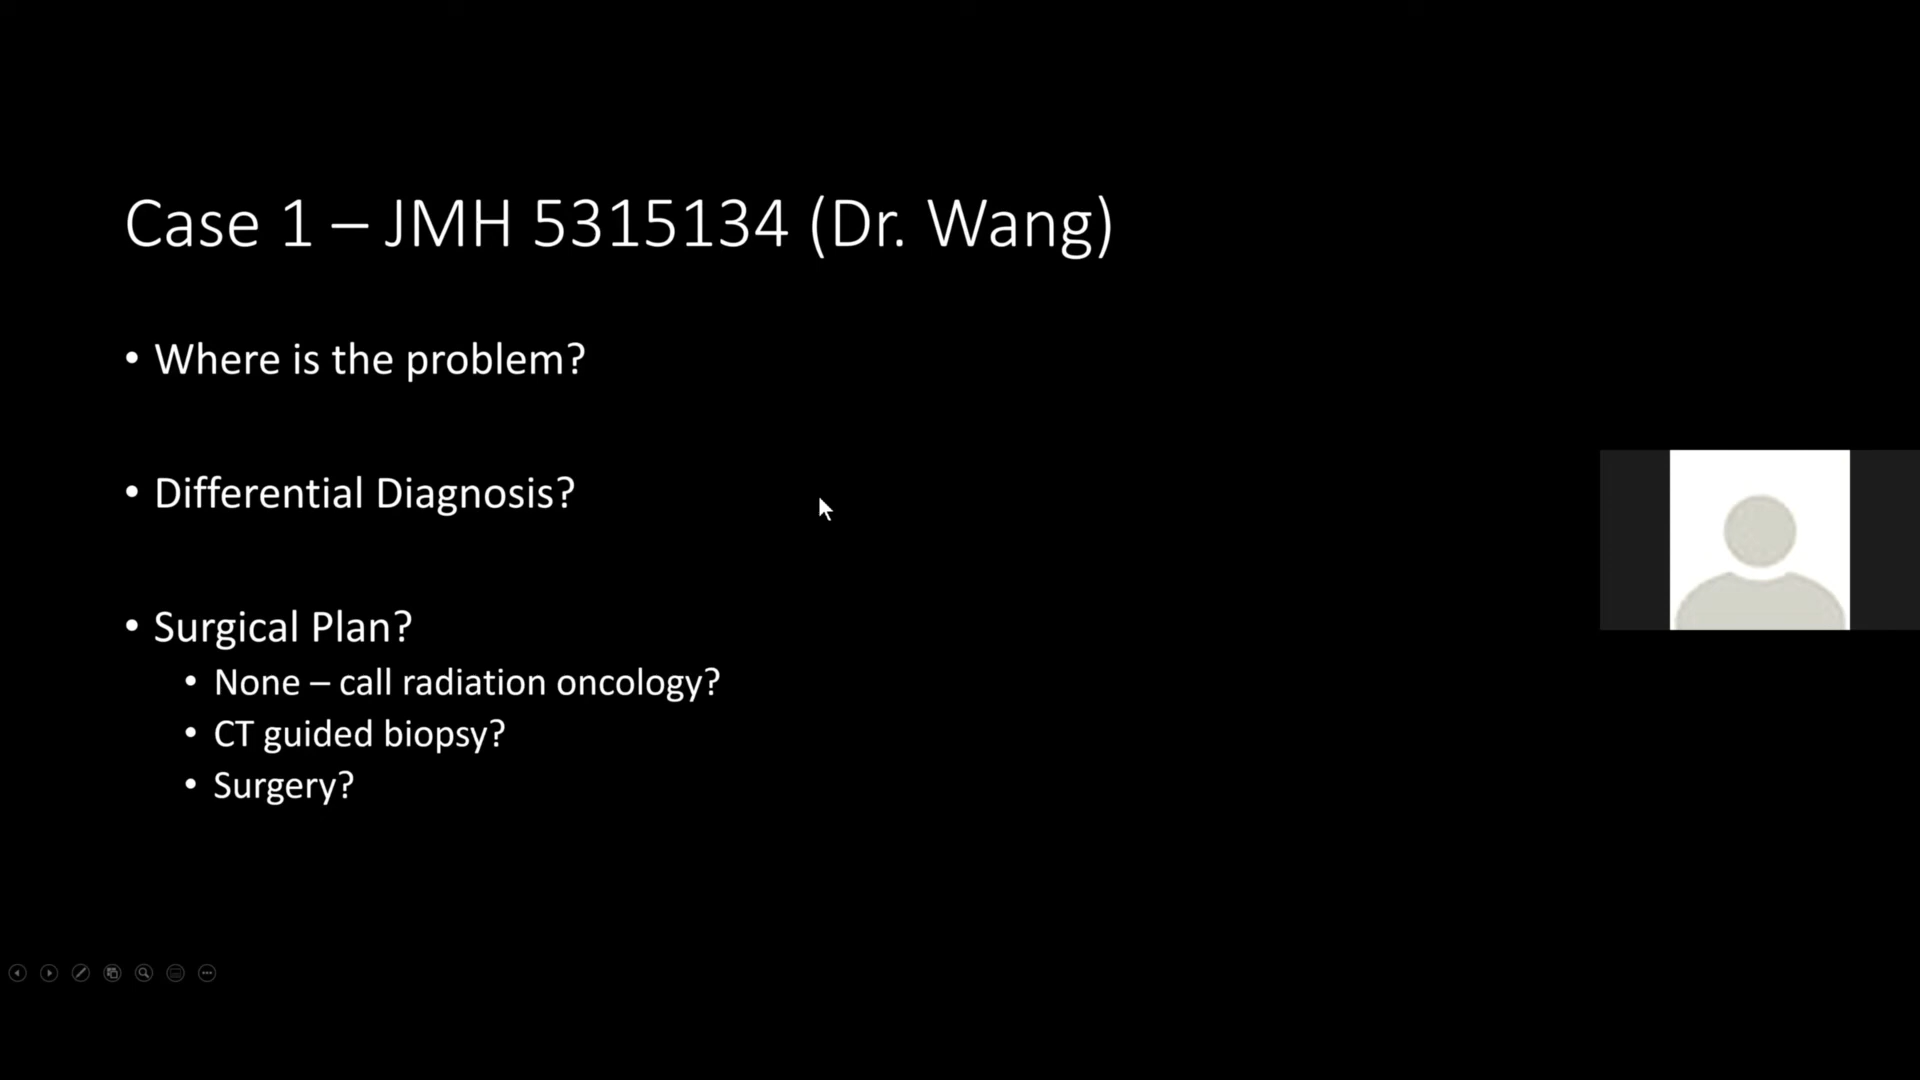 Case 1 – JMH 5315134 (Dr. Wang)
• Where is the problem?
• Differential Diagnosis?
• Surgical Plan?
• None – call radiation oncology?
• CT guided biopsy?
• Surgery?